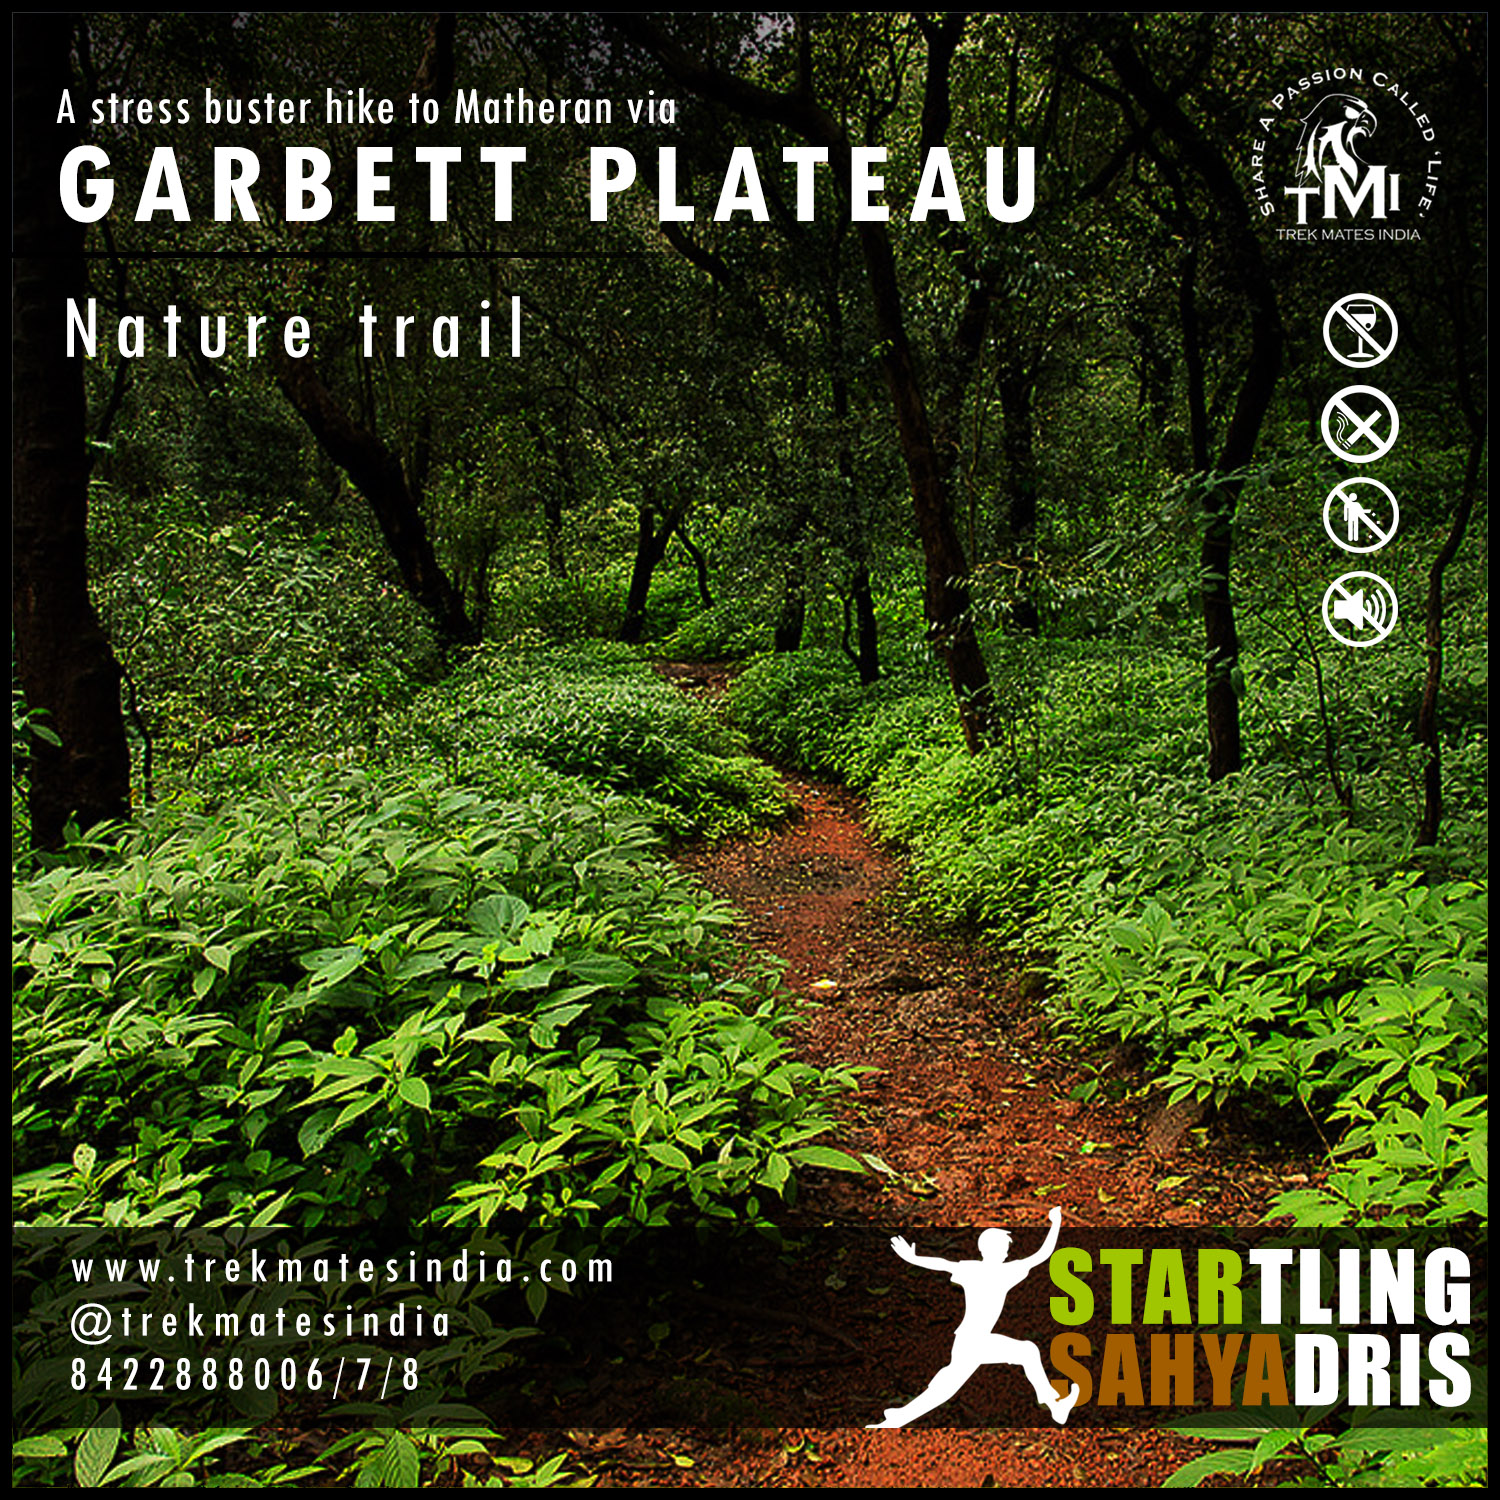 A stress buster hike to Matheran via
GARBETT PLATEAU
SHARE A PASSION CALLED 'LIFE'
TMI
TREK MATES INDIA
Nature trail
www.trekmatesindia.com
@trekmatesindia
8422888006/7/8
STARTLING
SAHYADRIS